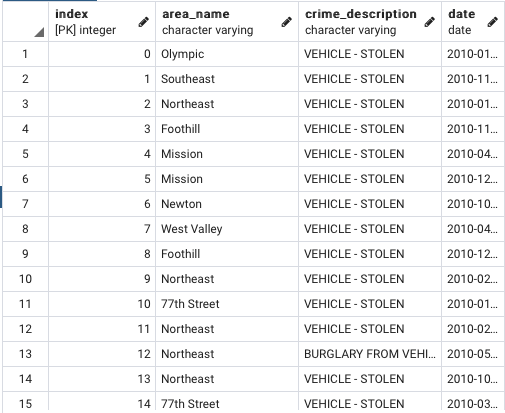 index area_name crime_description date
[PK] integer character varying character varying date
1 0 Olympic VEHICLE - STOLEN 2010-01...
2 1 Southeast VEHICLE - STOLEN 2010-11...
3 2 Northeast VEHICLE - STOLEN 2010-01...
4 3 Foothill VEHICLE - STOLEN 2010-11...
5 4 Mission VEHICLE - STOLEN 2010-04...
6 5 Mission VEHICLE - STOLEN 2010-12...
7 6 Newton VEHICLE - STOLEN 2010-10...
8 7 West Valley VEHICLE - STOLEN 2010-04...
9 8 Foothill VEHICLE - STOLEN 2010-12...
10 9 Northeast VEHICLE - STOLEN 2010-02...
11 10 77th Street VEHICLE - STOLEN 2010-01...
12 11 Northeast VEHICLE - STOLEN 2010-02...
13 12 Northeast BURGLARY FROM VEHI... 2010-05...
14 13 Northeast VEHICLE - STOLEN 2010-10...
15 14 77th Street VEHICLE - STOLEN 2010-03...